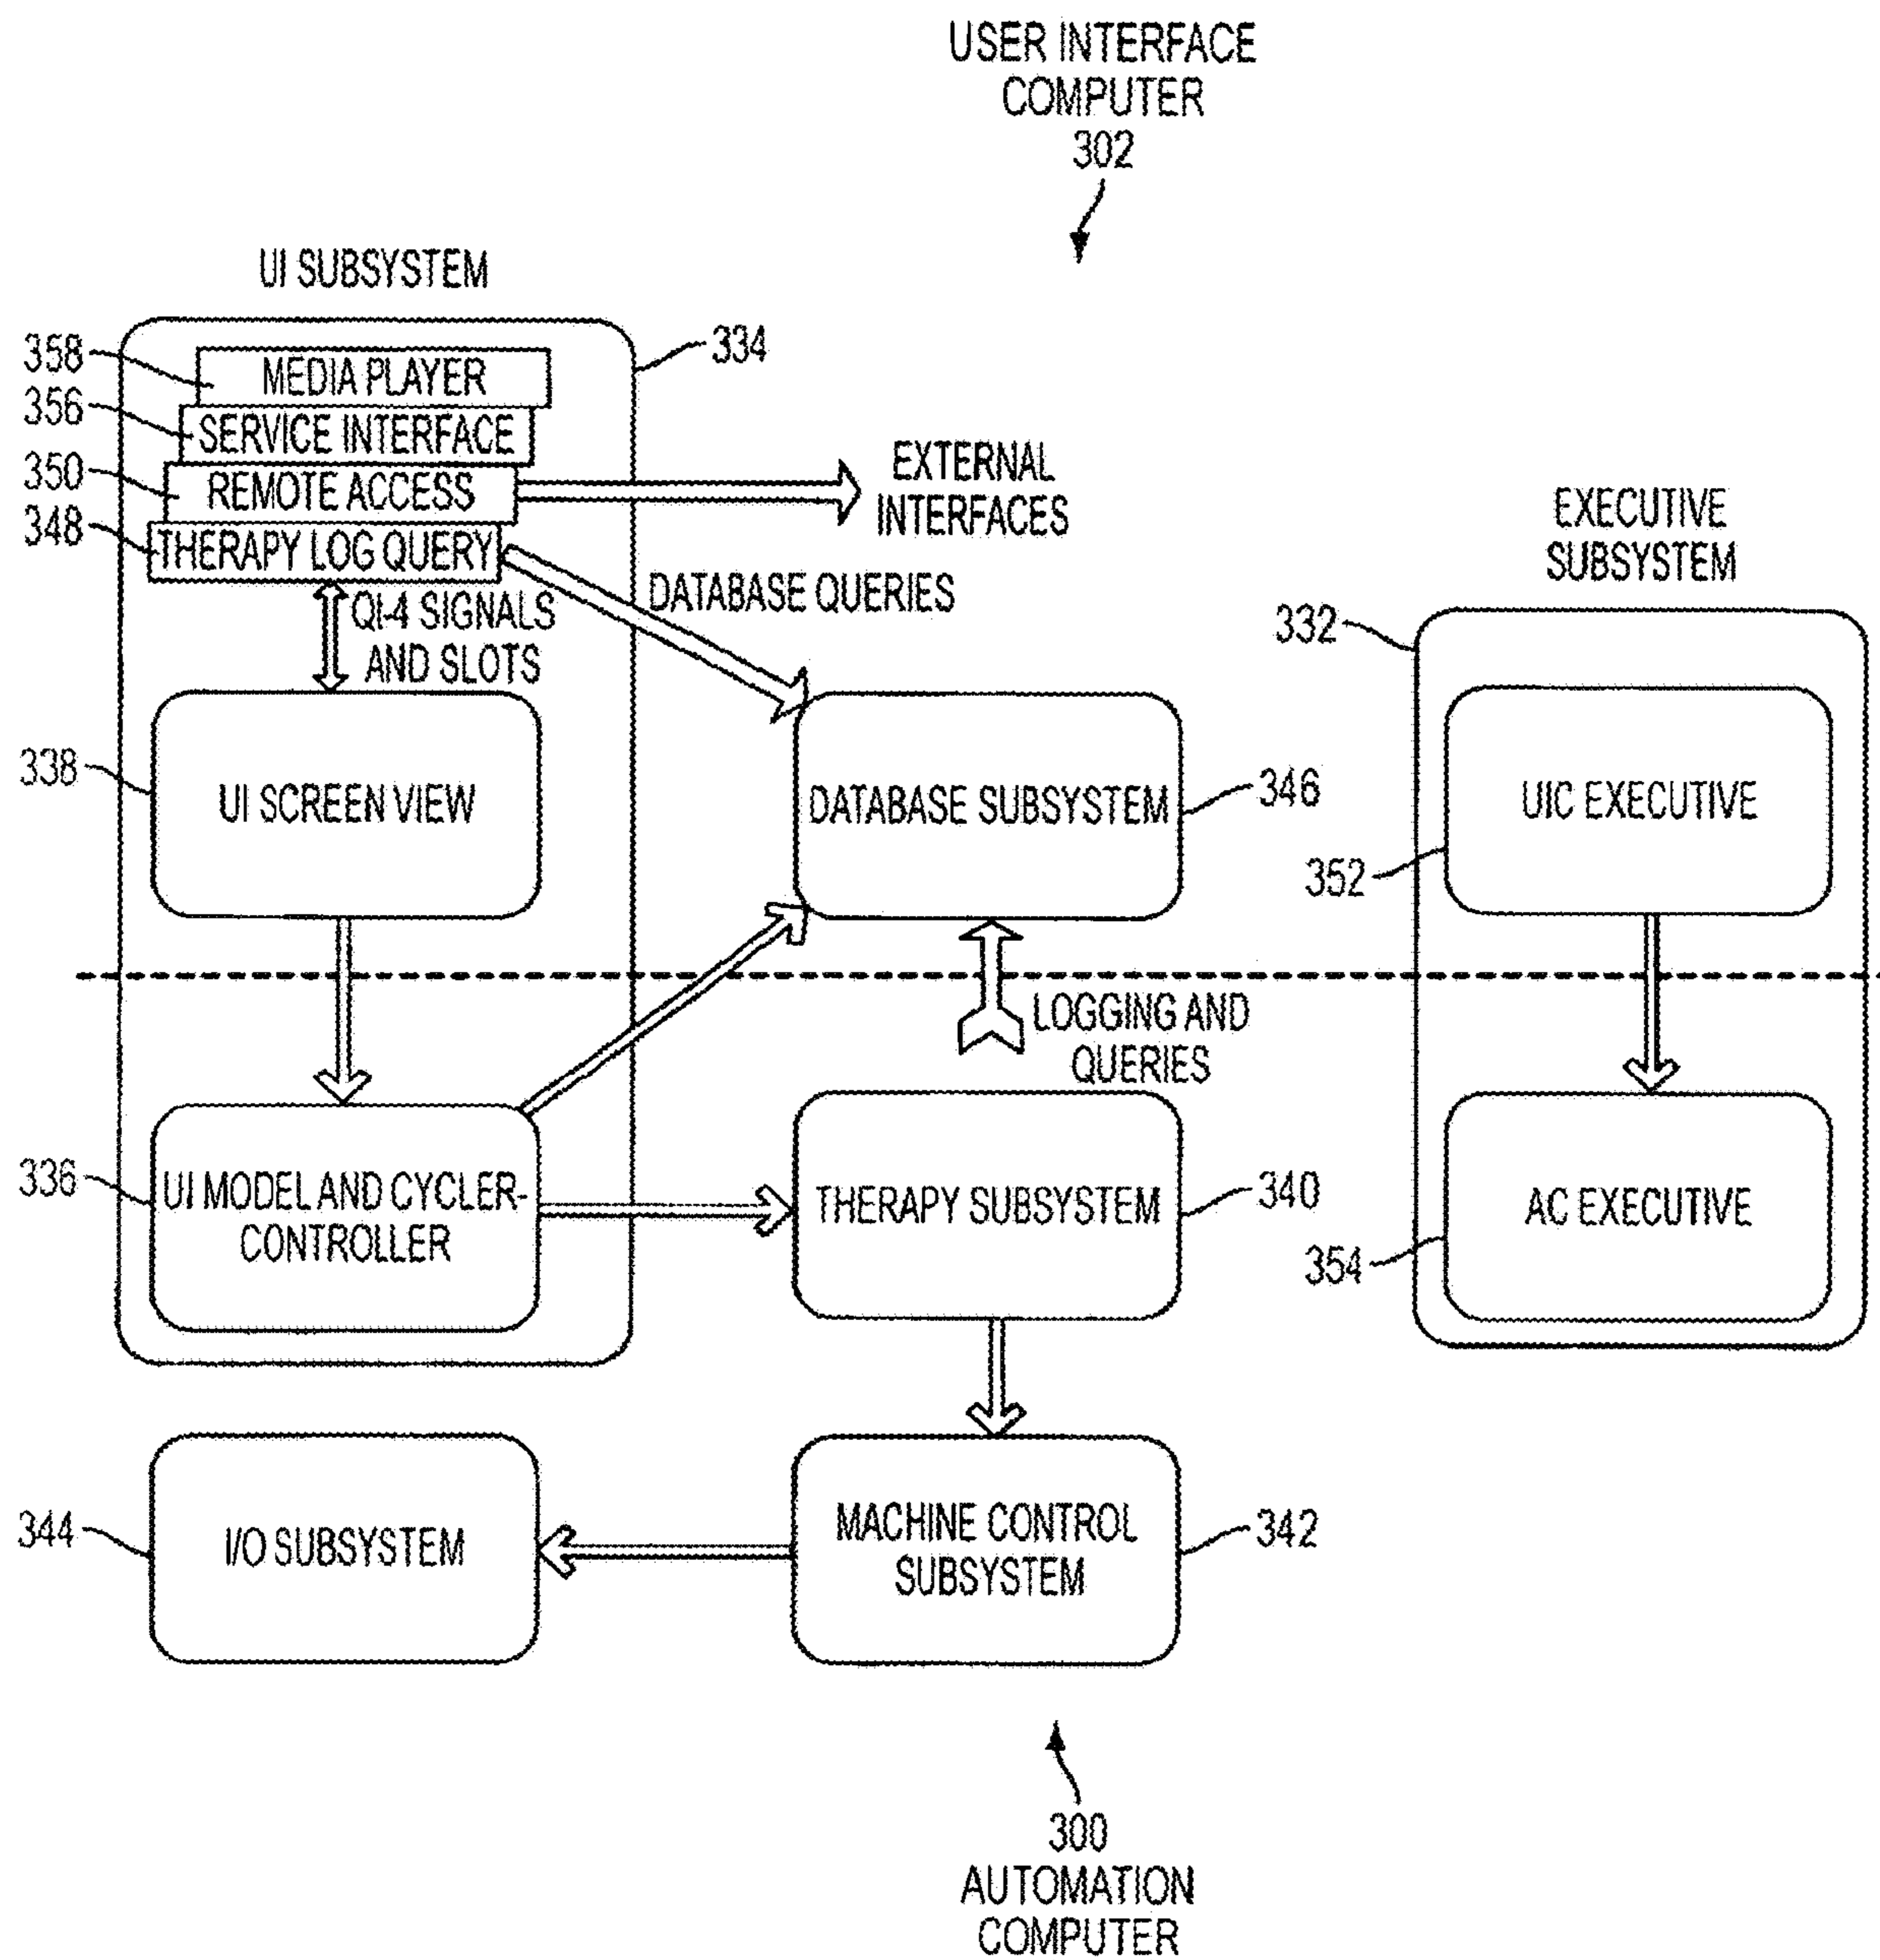 USER INTERFACE
COMPUTER
302
UI SUBSYSTEM
334
358
MEDIA PLAYER
356
SERVICE INTERFACE
350
REMOTE ACCESS
348
THERAPY LOG QUERY
EXTERNAL
INTERFACES
DATABASE QUERIES
QI-4 SIGNALS
AND SLOTS
EXECUTIVE
SUBSYSTEM
332
338
UI SCREEN VIEW
DATABASE SUBSYSTEM
346
UIC EXECUTIVE
352
LOGGING AND
QUERIES
336
UI MODEL AND CYCLER-
CONTROLLER
THERAPY SUBSYSTEM
340
AC EXECUTIVE
354
344
I/O SUBSYSTEM
MACHINE CONTROL
SUBSYSTEM
342
300
AUTOMATION
COMPUTER